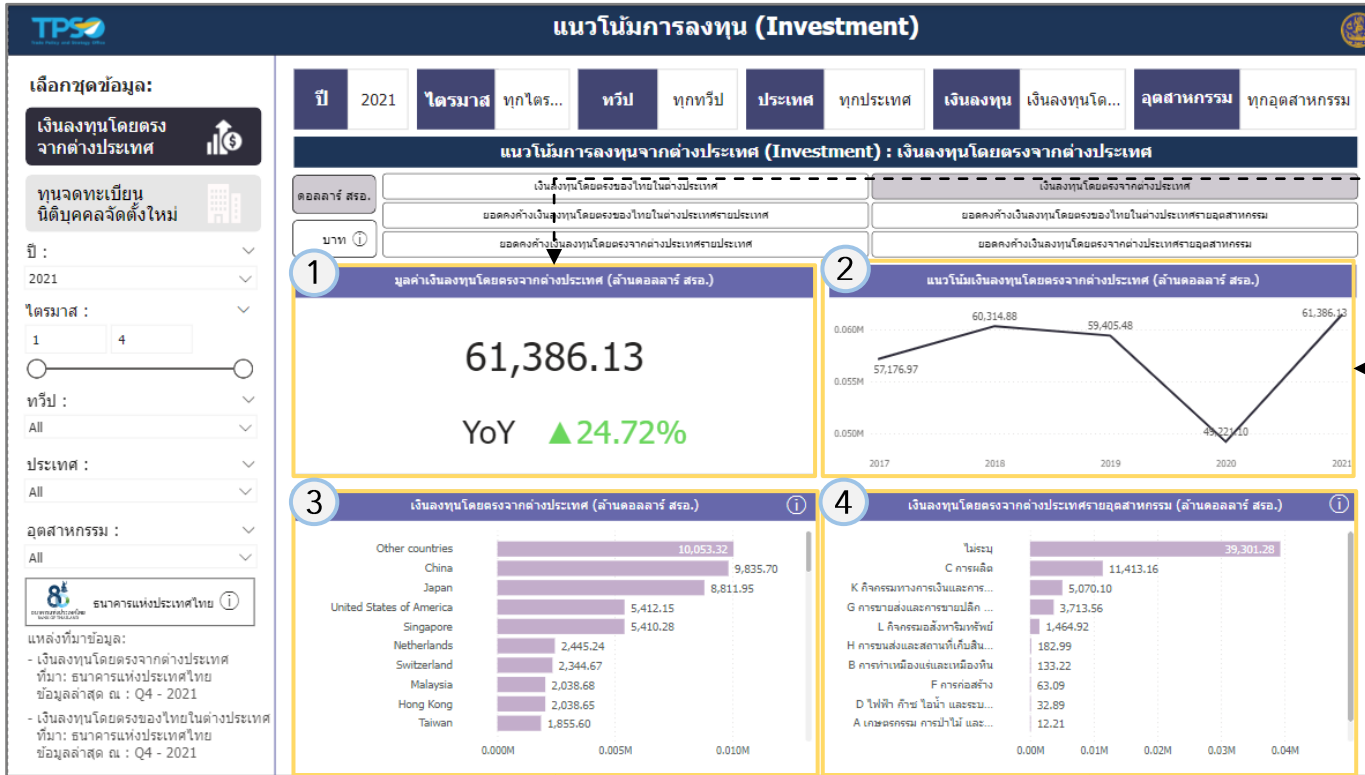 TPSO
Trade Policy and Strategy Office
แนวโน้มการลงทุน (Investment)
เลือกชุดข้อมูล:
เงินลงทุนโดยตรง
จากต่างประเทศ
ทุนจดทะเบียน
นิติบุคคลจัดตั้งใหม่
ปี :
2021
ไตรมาส :
1 4
ทวีป :
All
ประเทศ :
All
อุตสาหกรรม :
All
ธนาคารแห่งประเทศไทย
BANK OF THAILAND
ธนาคารแห่งประเทศไทย ⓘ
แหล่งที่มาข้อมูล:
- เงินลงทุนโดยตรงจากต่างประเทศ
ที่มา: ธนาคารแห่งประเทศไทย
ข้อมูลล่าสุด ณ : Q4 - 2021
- เงินลงทุนโดยตรงของไทยในต่างประเทศ
ที่มา: ธนาคารแห่งประเทศไทย
ข้อมูลล่าสุด ณ : Q4 - 2021
ปี 2021 ไตรมาส ทุกไตร... ทวีป ทุกทวีป ประเทศ ทุกประเทศ เงินลงทุน เงินลงทุนโด... อุตสาหกรรม ทุกอุตสาหกรรม
แนวโน้มการลงทุนจากต่างประเทศ (Investment) : เงินลงทุนโดยตรงจากต่างประเทศ
ดอลลาร์ สรอ.
บาท ⓘ
เงินลงทุนโดยตรงของไทยในต่างประเทศ
เงินลงทุนโดยตรงจากต่างประเทศ
ยอดคงค้างเงินลงทุนโดยตรงของไทยในต่างประเทศรายประเทศ
ยอดคงค้างเงินลงทุนโดยตรงของไทยในต่างประเทศรายอุตสาหกรรม
ยอดคงค้างเงินลงทุนโดยตรงจากต่างประเทศรายประเทศ
ยอดคงค้างเงินลงทุนโดยตรงจากต่างประเทศรายอุตสาหกรรม
1
มูลค่าเงินลงทุนโดยตรงจากต่างประเทศ (ล้านดอลลาร์ สรอ.)
61,386.13
YoY ▲24.72%
2
แนวโน้มเงินลงทุนโดยตรงจากต่างประเทศ (ล้านดอลลาร์ สรอ.)
0.060M
0.055M
0.050M
57,176.97
60,314.88
59,405.48
49,221.10
61,386.13
2017 2018 2019 2020 2021
3
เงินลงทุนโดยตรงจากต่างประเทศ (ล้านดอลลาร์ สรอ.) ⓘ
Other countries 10,053.32
China 9,835.70
Japan 8,811.95
United States of America 5,412.15
Singapore 5,410.28
Netherlands 2,445.24
Switzerland 2,344.67
Malaysia 2,038.68
Hong Kong 2,038.65
Taiwan 1,855.60
0.000M 0.005M 0.010M
4
เงินลงทุนโดยตรงจากต่างประเทศรายอุตสาหกรรม (ล้านดอลลาร์ สรอ.) ⓘ
ไม่ระบุ 39,301.28
C การผลิต 11,413.16
K กิจกรรมทางการเงินและการ... 5,070.10
G การขายส่งและการขายปลีก ... 3,713.56
L กิจกรรมอสังหาริมทรัพย์ 1,464.92
H การขนส่งและสถานที่เก็บสิน... 182.99
B การทำเหมืองแร่และเหมืองหิน 133.22
F การก่อสร้าง 63.09
D ไฟฟ้า ก๊าซ ไอน้ำ และระบ... 32.89
A เกษตรกรรม การป่าไม้ และ... 12.21
0.00M 0.01M 0.02M 0.03M 0.04M